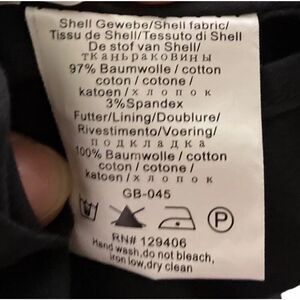 Shell Gewebe/Shell fabric/
Tissu de Shell/Tessuto di Shell
De stof van Shell/
тканьраковины
97% Baumwolle / cotton
coton / cotone /
katoen / хлопок
3%Spandex
Futter/Lining/Doublure/
Rivestimento/Voering/
подкладка
100% Baumwolle / cotton
coton / cotone /
katoen / хлопок
GB-045
P
RN# 129406
Hand wash, do not bleach,
iron low, dry clean